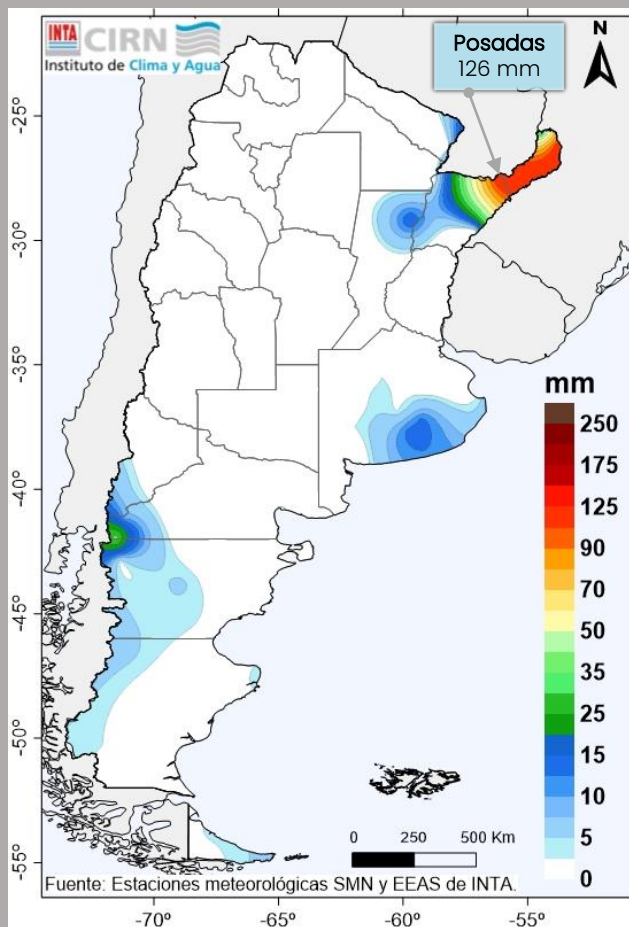 INTA CIRN
Instituto de Clima y Agua
Posadas
126 mm
N
-25°
-30°
-35°
-40°
-45°
-50°
-55°
mm
250
175
125
90
70
50
35
25
15
10
5
0
0 250 500 Km
Fuente: Estaciones meteorológicas SMN y EEAS de INTA.
-70° -65° -60° -55°